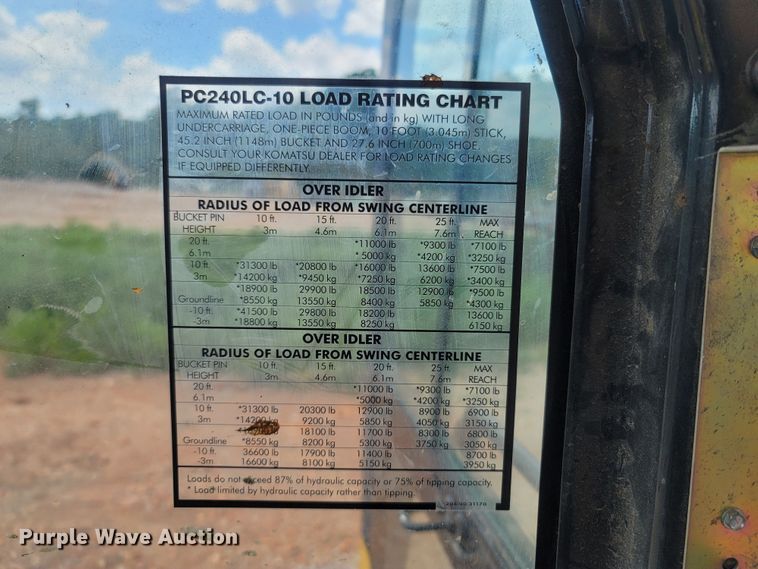 PC240LC-10 LOAD RATING CHART
MAXIMUM RATED LOAD IN POUNDS (and in kg) WITH LONG
UNDERCARRIAGE, ONE-PIECE BOOM, 10 FOOT (3.045m) STICK,
45.2 INCH (1148m) BUCKET AND 27.6 INCH (700m) SHOE.
CONSULT YOUR KOMATSU DEALER FOR LOAD RATING CHANGES
IF EQUIPPED DIFFERENTLY.
OVER IDLER
RADIUS OF LOAD FROM SWING CENTERLINE
BUCKET PIN 10 ft. 15 ft. 20 ft. 25 ft. MAX
HEIGHT 3m 4.6m 6.1m 7.6m REACH
20 ft. *11000 lb *9300 lb *7100 lb
6.1m *5000 kg *4200 kg *3250 kg
10 ft. *31300 lb *20800 lb *16000 lb 13600 lb *7500 lb
3m *14200 kg *9450 kg *7250 kg 6200 kg *3400 kg
*18900 lb 29900 lb 18500 lb 12900 lb *9500 lb
Groundline *8550 kg 13550 kg 8400 kg 5850 kg *4300 kg
-10 ft. *41500 lb 29800 lb 18200 lb 13600 lb
-3m *18800 kg 13550 kg 8250 kg 6150 kg
OVER IDLER
RADIUS OF LOAD FROM SWING CENTERLINE
BUCKET PIN 10 ft. 15 ft. 20 ft. 25 ft. MAX
HEIGHT 3m 4.6m 6.1m 7.6m REACH
20 ft. *11000 lb *9300 lb *7100 lb
6.1m *5000 kg *4200 kg *3250 kg
10 ft. *31300 lb 20300 lb 12900 lb 8900 lb 6900 lb
3m *14200 kg 9200 kg 5850 kg 4050 kg 3150 kg
lb 18100 lb 11700 lb 8300 lb 6800 lb
Groundline *8550 kg 8200 kg 5300 kg 3750 kg 3050 kg
-10 ft. 36600 lb 17900 lb 11400 lb 8700 lb
-3m 16600 kg 8100 kg 5150 kg 3950 kg
Loads do not exceed 87% of hydraulic capacity or 75% of tipping capacity.
* Load limited by hydraulic capacity rather than tipping.
Purple Wave Auction